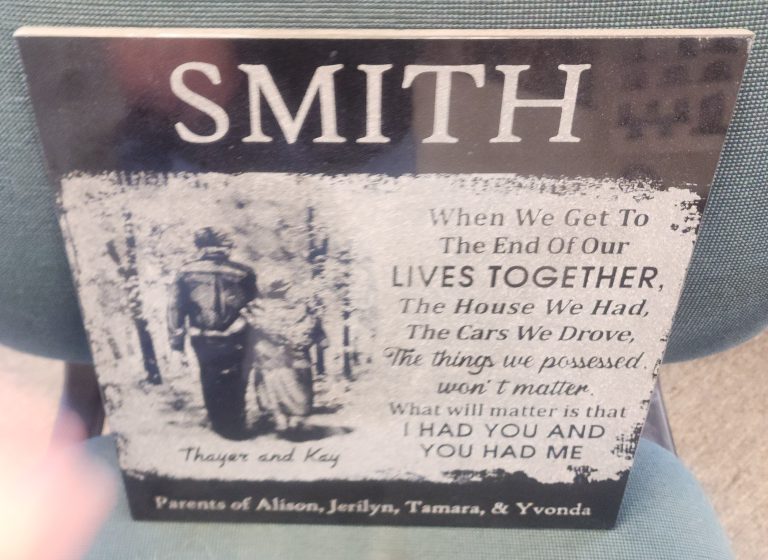 SMITH
When We Get To
The End Of Our
LIVES TOGETHER,
The House We Had,
The Cars We Drove,
The things we possessed,
won't matter.
What will matter is that
I HAD YOU AND
YOU HAD ME
Thayer and Kay
Parents of Alison, Jerilyn, Tamara, & Yvonda